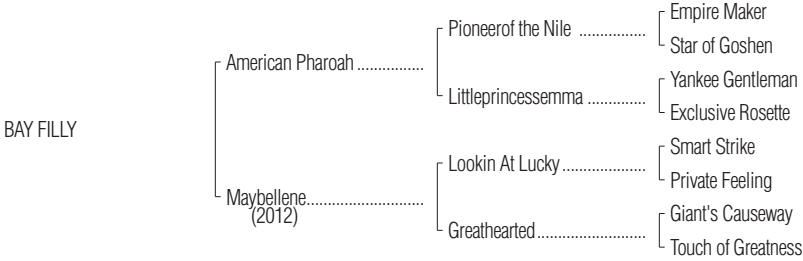 Empire Maker
Pioneerof the Nile ................
Star of Goshen
American Pharoah ................
Yankee Gentleman
Littleprincessemma ..............
Exclusive Rosette
BAY FILLY
Smart Strike
Lookin At Lucky ....................
Private Feeling
Maybellene............................
(2012)
Giant's Causeway
Greathearted..........................
Touch of Greatness